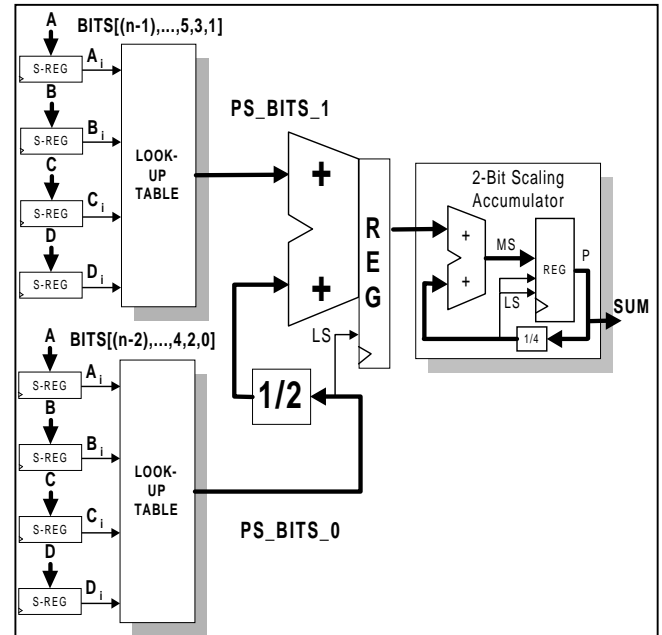 A
BITS[(n-1),...,5,3,1]
S-REG
A i
B
S-REG
B i
C
S-REG
C i
D
S-REG
D i
LOOK-
UP
TABLE
PS_BITS_1
+
+
R
E
G
LS
1/2
2-Bit Scaling
Accumulator
+
+
MS
REG
P
LS
1/4
SUM
A
BITS[(n-2),...,4,2,0]
S-REG
A i
B
S-REG
B i
C
S-REG
C i
D
S-REG
D i
LOOK-
UP
TABLE
PS_BITS_0